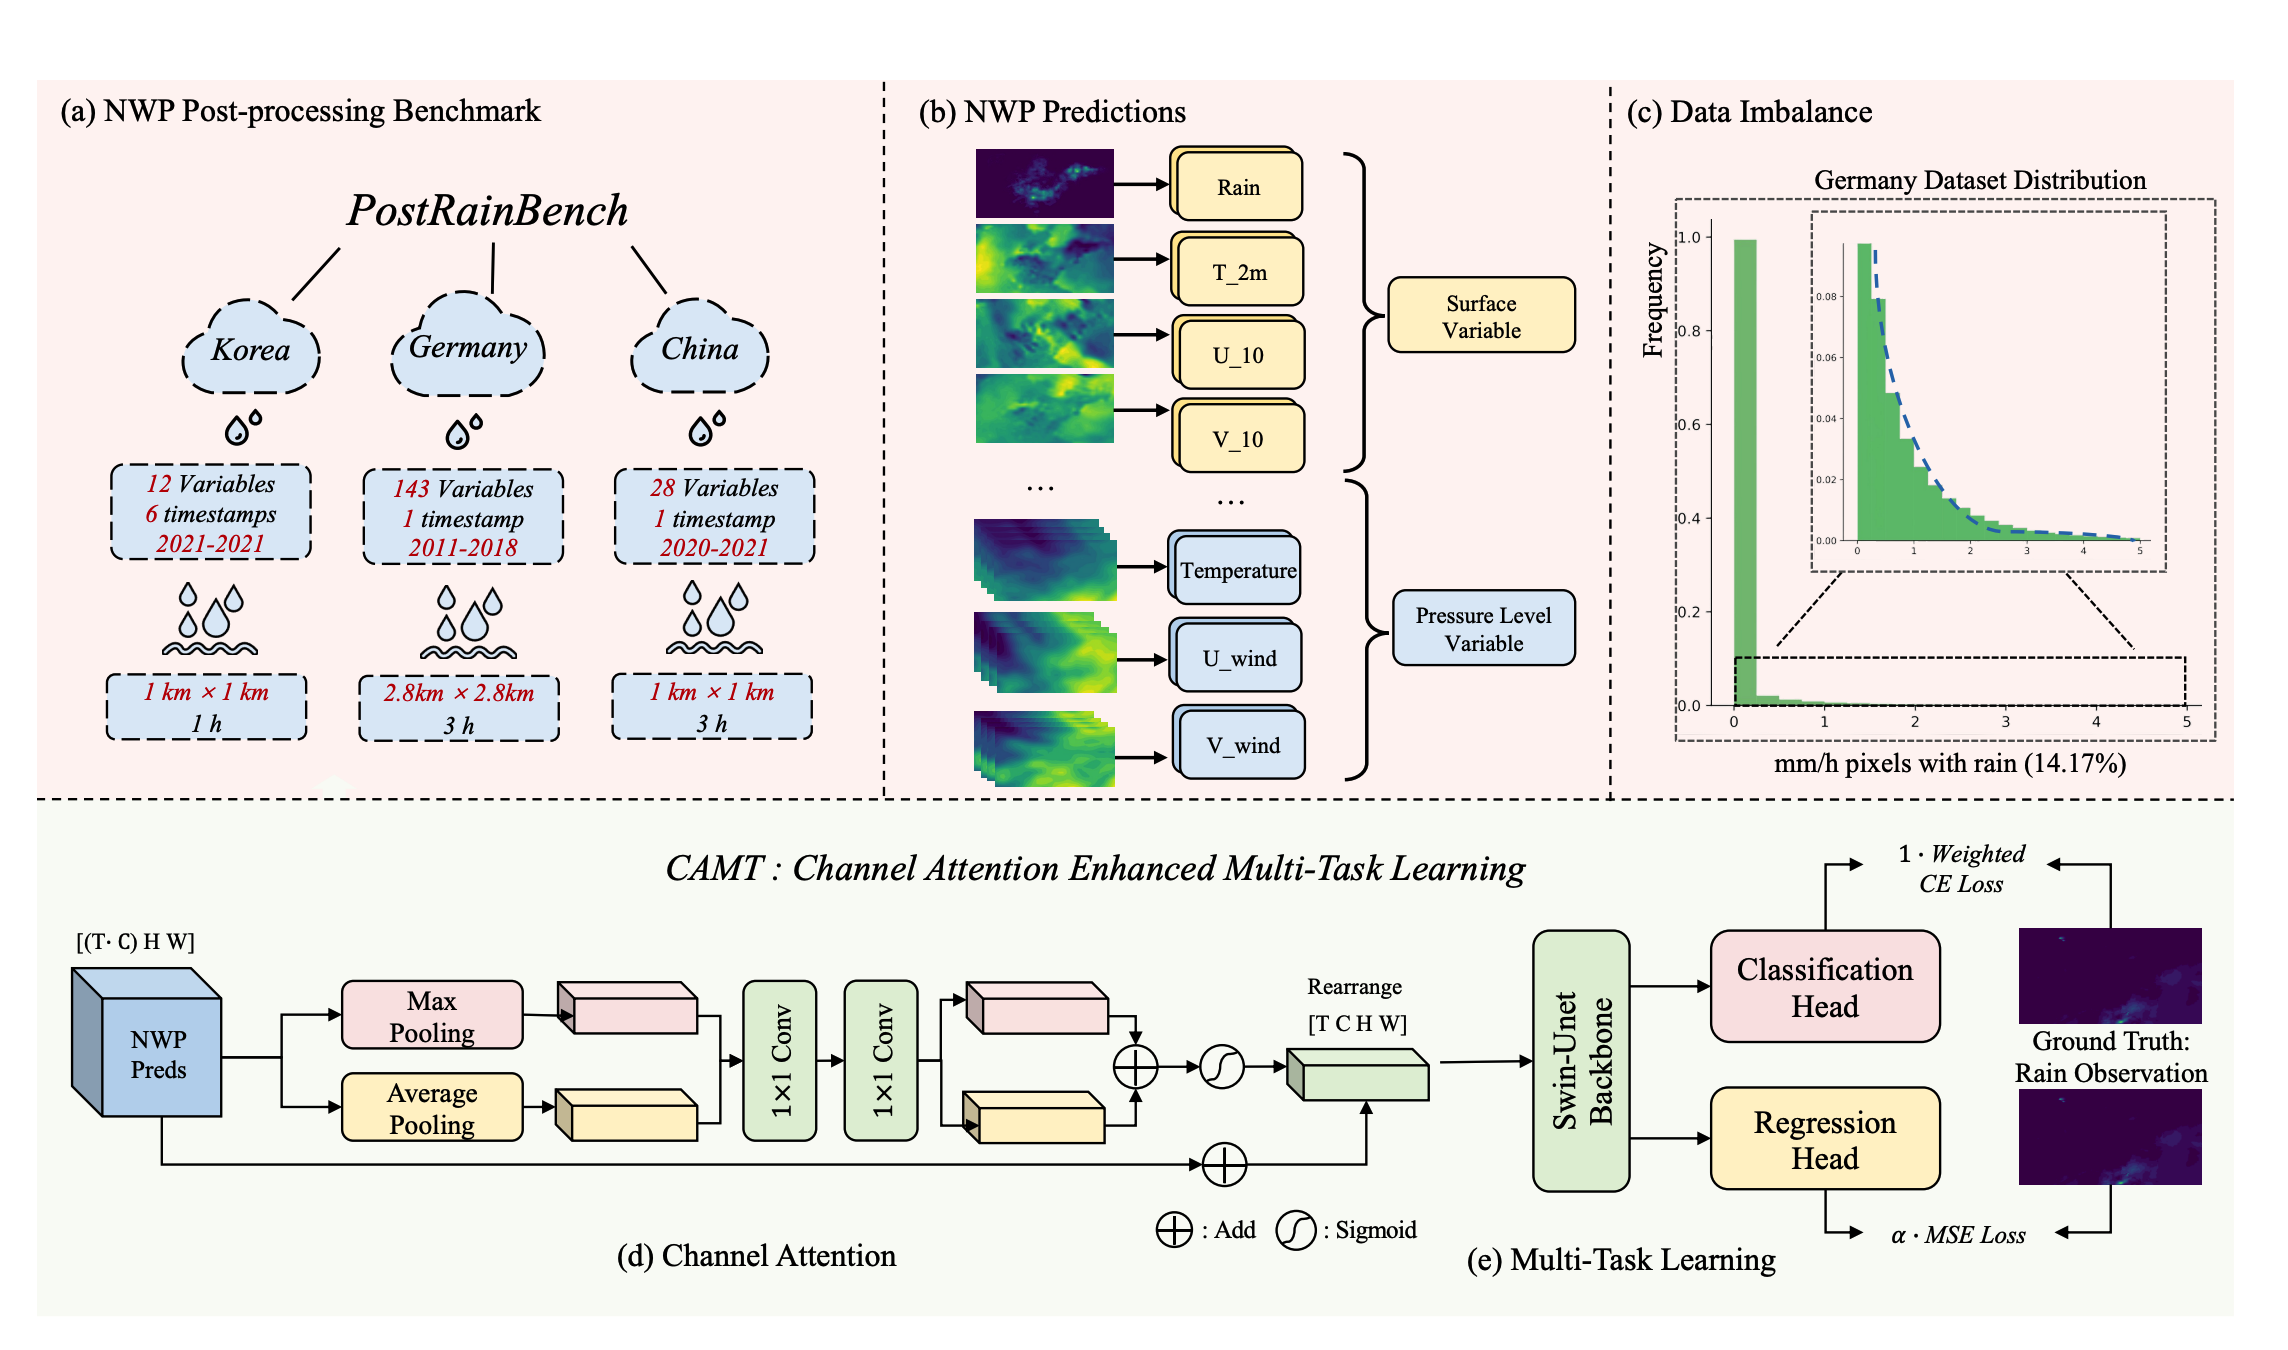 (a) NWP Post-processing Benchmark
PostRainBench
Korea
Germany
China
12 Variables
6 timestamps
2021-2021
143 Variables
1 timestamp
2011-2018
28 Variables
1 timestamp
2020-2021
1 km × 1 km
1 h
2.8km × 2.8km
3 h
1 km × 1 km
3 h
(b) NWP Predictions
Rain
T_2m
U_10
V_10
...
...
Temperature
U_wind
V_wind
Surface
Variable
Pressure Level
Variable
(c) Data Imbalance
Germany Dataset Distribution
Frequency
1.0
0.8
0.6
0.4
0.2
0.0
0
1
2
3
4
5
0.08
0.06
0.04
0.02
0.00
0
1
2
3
4
5
mm/h pixels with rain (14.17%)
CAMT : Channel Attention Enhanced Multi-Task Learning
[(T· C) H W]
NWP
Preds
Max
Pooling
Average
Pooling
1×1 Conv
1×1 Conv
Rearrange
[T C H W]
: Add
: Sigmoid
(d) Channel Attention
Swin-Unet
Backbone
Classification
Head
Regression
Head
1 · Weighted
CE Loss
Ground Truth:
Rain Observation
α · MSE Loss
(e) Multi-Task Learning